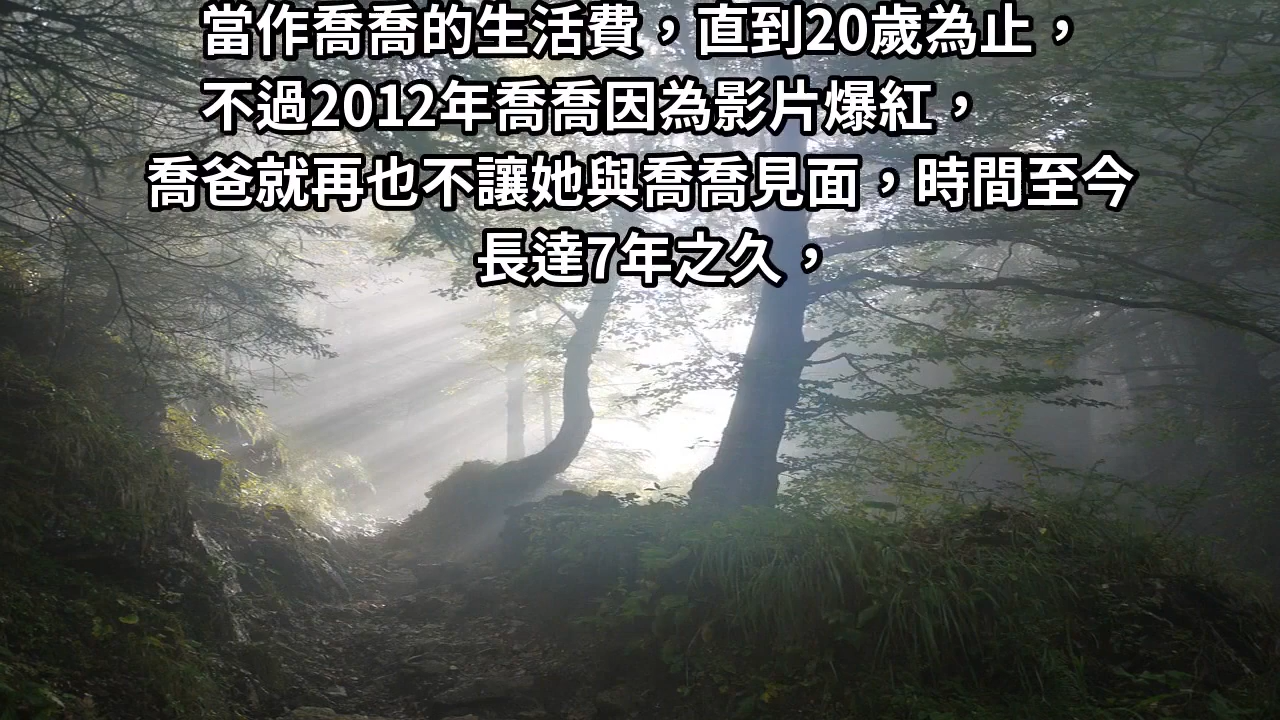 當作喬喬的生活費，直到20歲為止，
不過2012年喬喬因為影片爆紅，
喬爸就再也不讓她與喬喬見面，時間至今
長達7年之久，